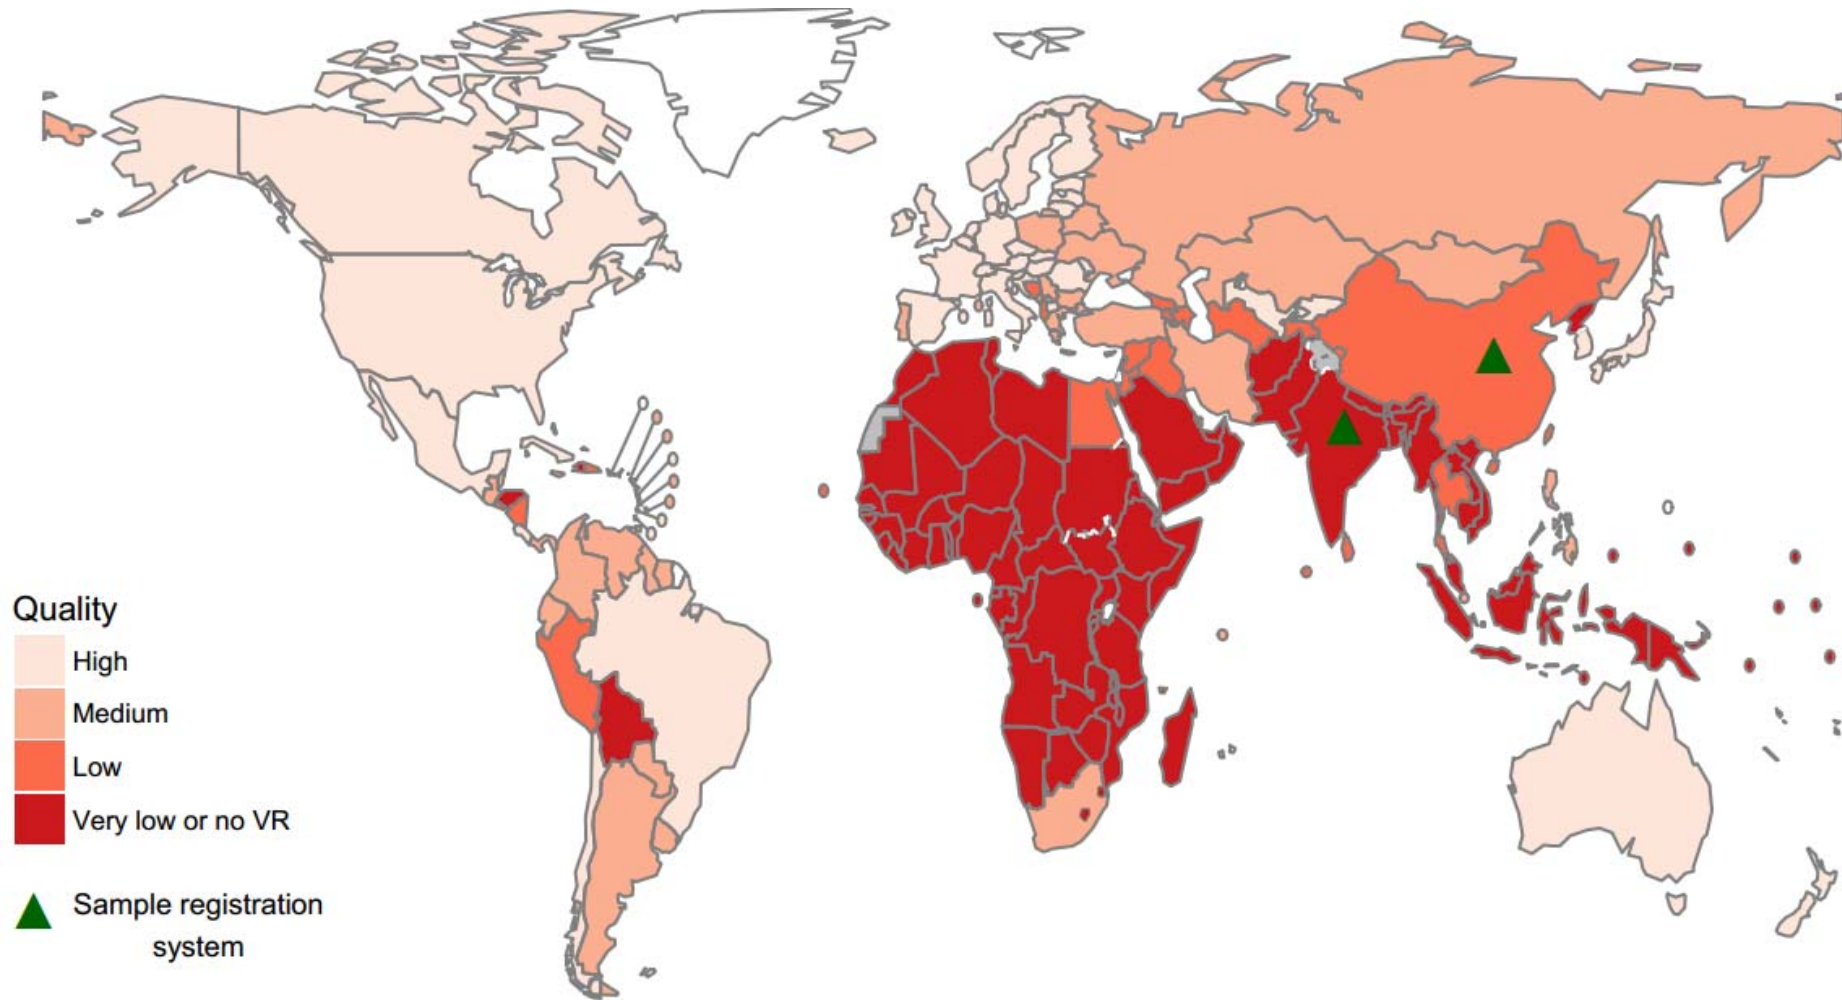 Quality
High
Medium
Low
Very low or no VR
Sample registration
system